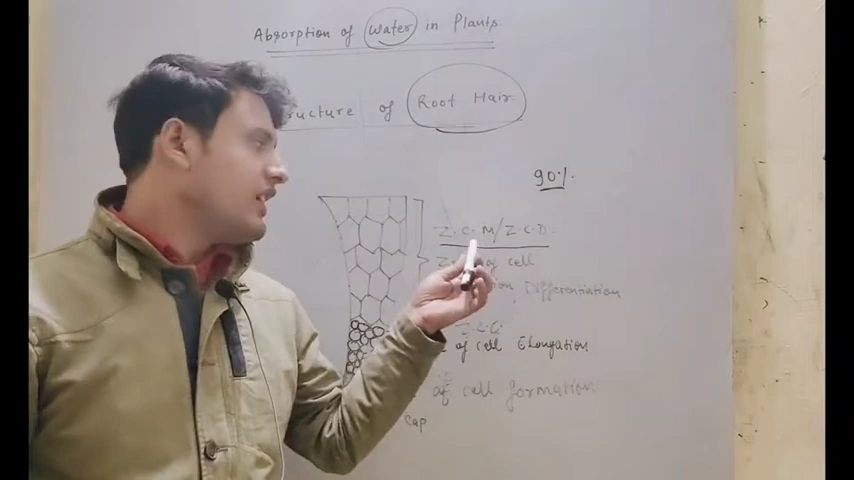 Absorption of Water in Plants.
of Root Hair
90%.
Z.C.M/Z.C.D.
of cell
Differentiation
of cell Elongation
of cell formation
cap